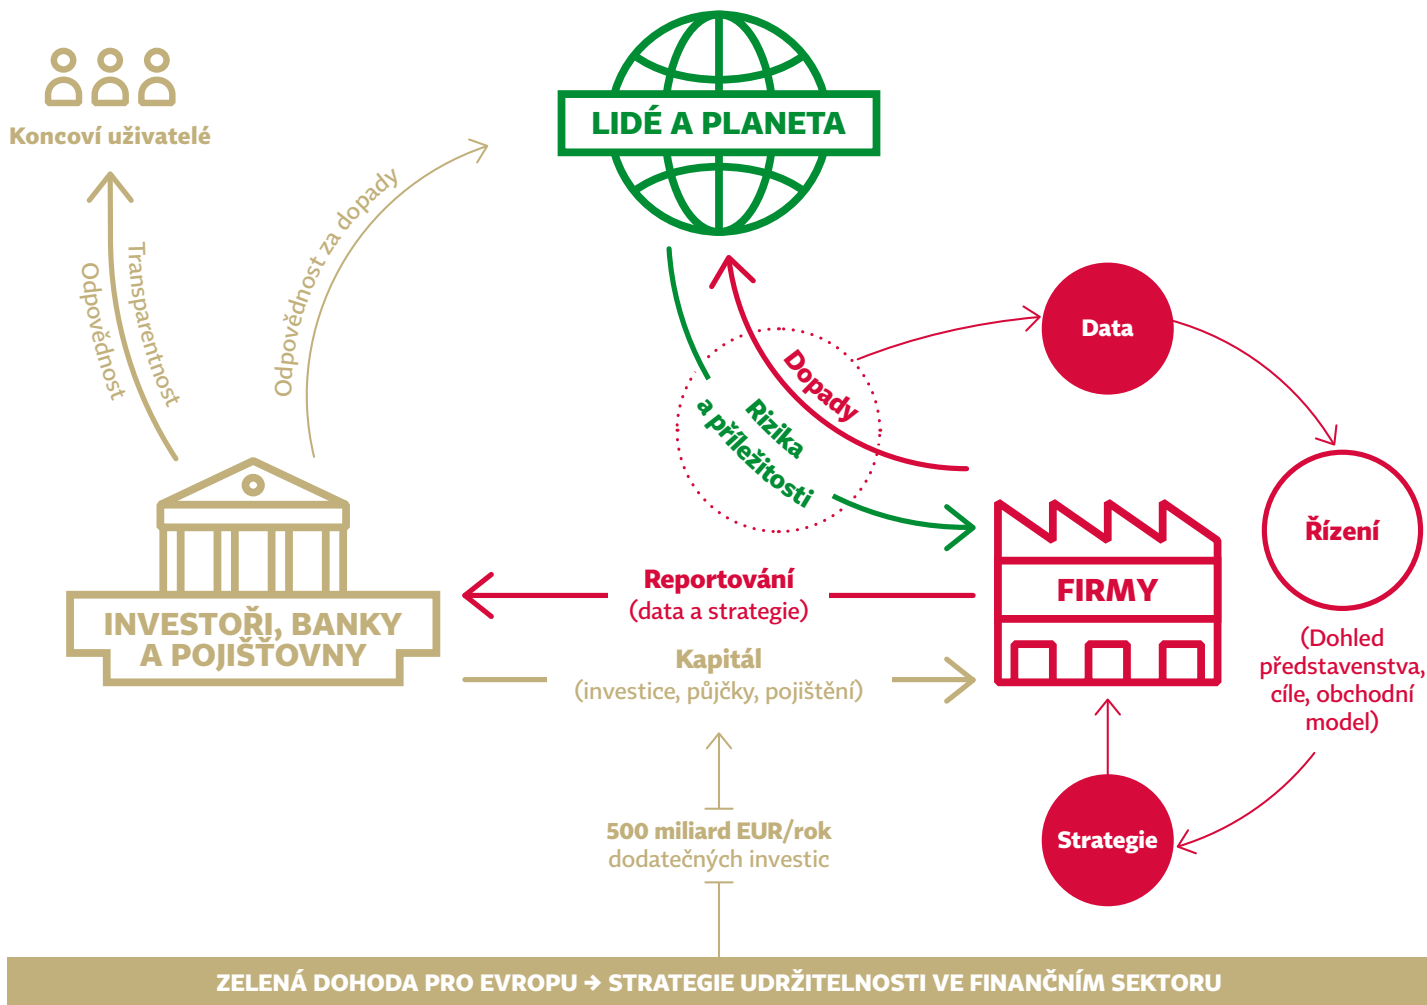 Koncoví uživatelé
LIDÉ A PLANETA
Odpovědnost za dopady
Transparentnost
Odpovědnost
Data
Dopady
Rizika
a příležitosti
Řízení
(Dohled
představenstva,
cíle, obchodní
model)
FIRMY
Reportování
(data a strategie)
INVESTOŘI, BANKY
A POJIŠŤOVNY
Kapitál
(investice, půjčky, pojištění)
Strategie
500 miliard EUR/rok
dodatečných investic
ZELENÁ DOHODA PRO EVROPU → STRATEGIE UDRŽITELNOSTI VE FINANČNÍM SEKTORU